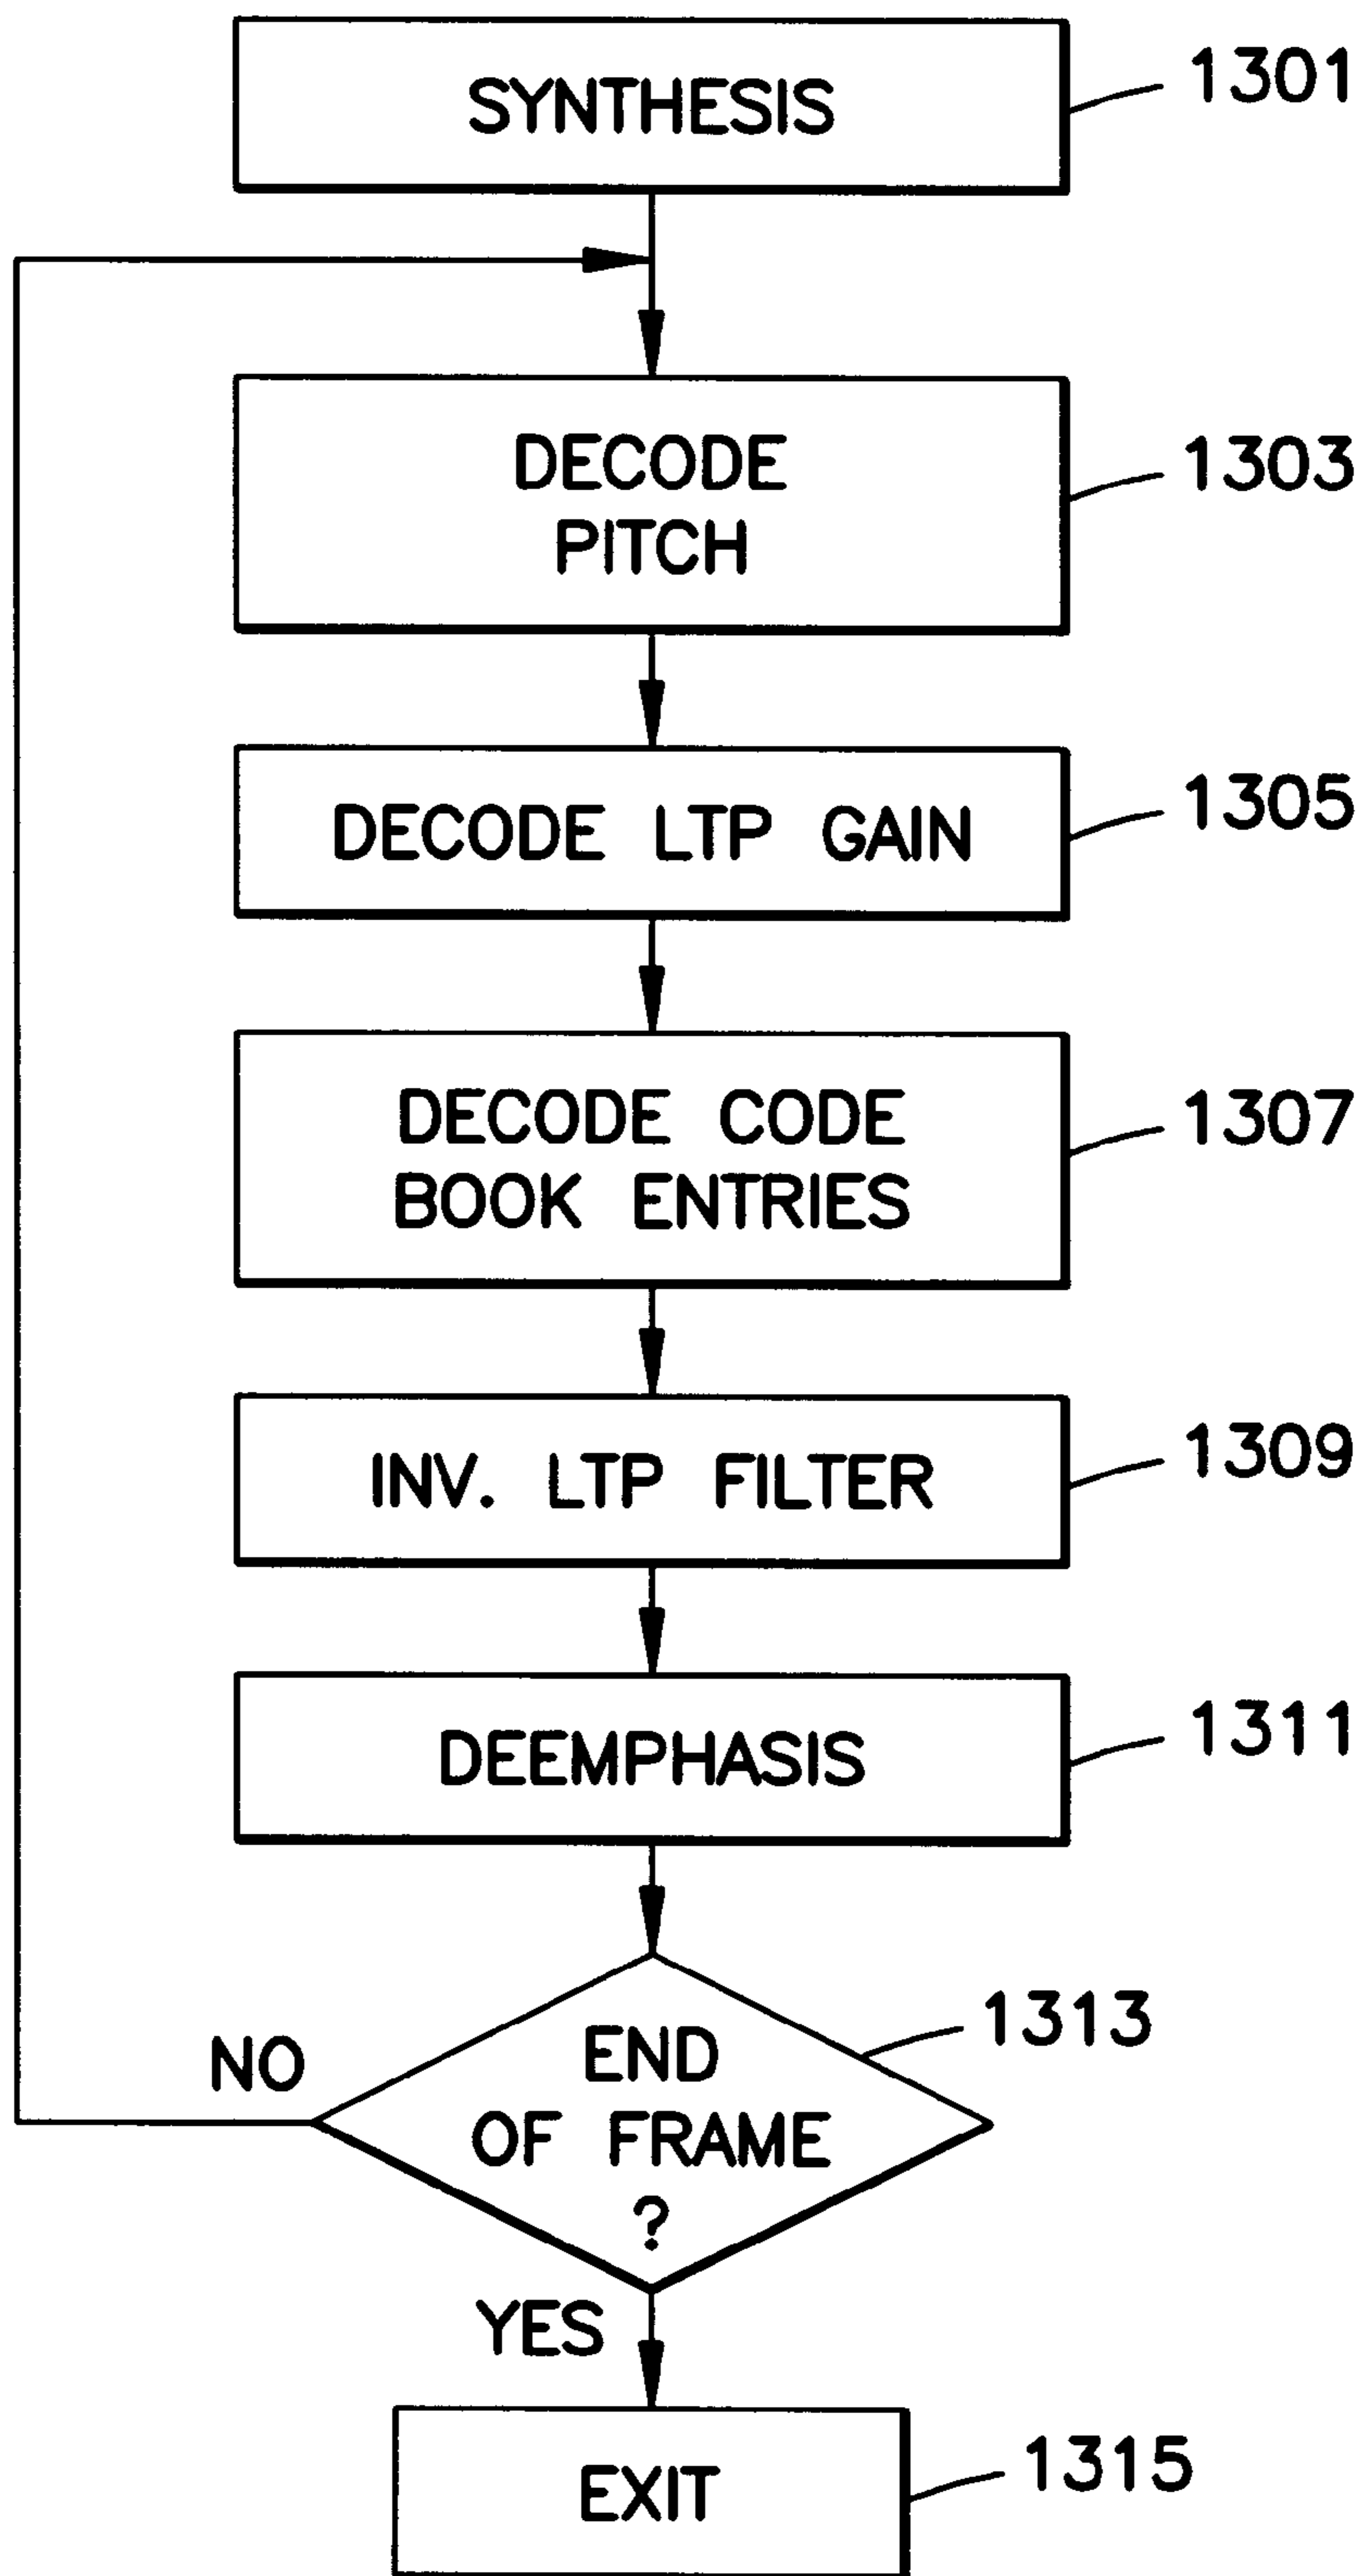 SYNTHESIS
1301
DECODE
PITCH
1303
DECODE LTP GAIN
1305
DECODE CODE
BOOK ENTRIES
1307
INV. LTP FILTER
1309
DEEMPHASIS
1311
END
OF FRAME
?
1313
NO
YES
EXIT
1315